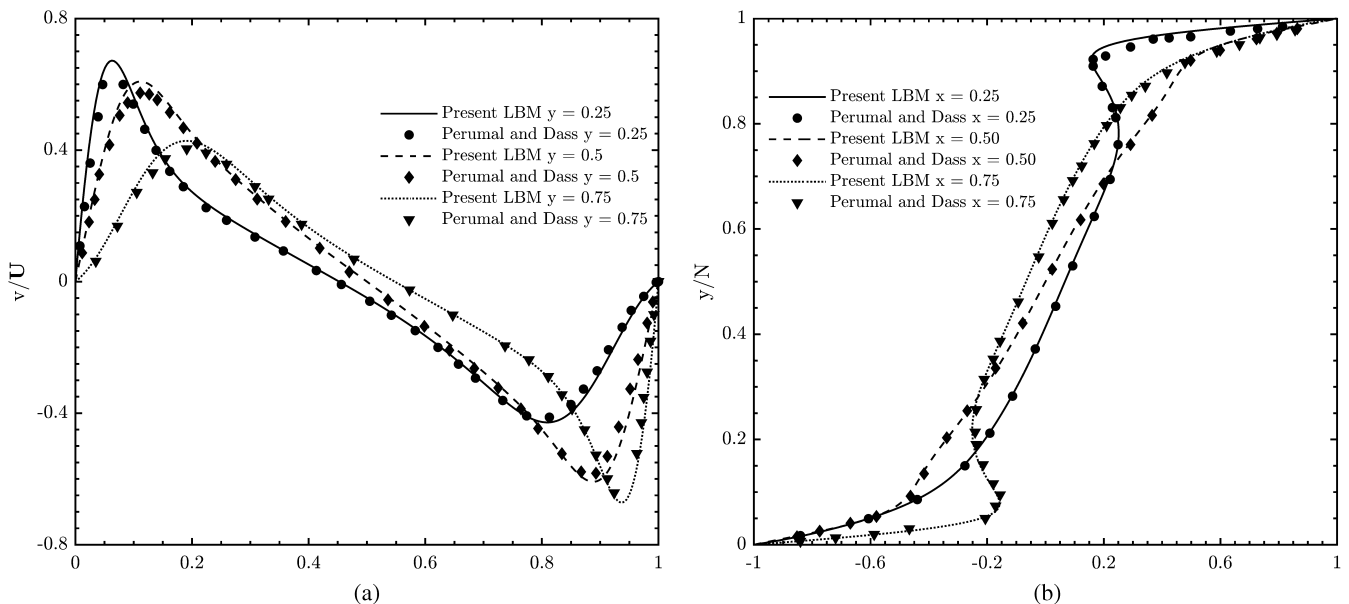 0.8
0.4
0
-0.4
-0.8
v/U
Present LBM y = 0.25
Perumal and Dass y = 0.25
Present LBM y = 0.5
Perumal and Dass y = 0.5
Present LBM y = 0.75
Perumal and Dass y = 0.75
0 0.2 0.4 0.6 0.8 1
(a)
1
0.8
0.6
0.4
0.2
0
y/N
Present LBM x = 0.25
Perumal and Dass x = 0.25
Present LBM x = 0.50
Perumal and Dass x = 0.50
Present LBM x = 0.75
Perumal and Dass x = 0.75
-1 -0.6 -0.2 0.2 0.6 1
(b)